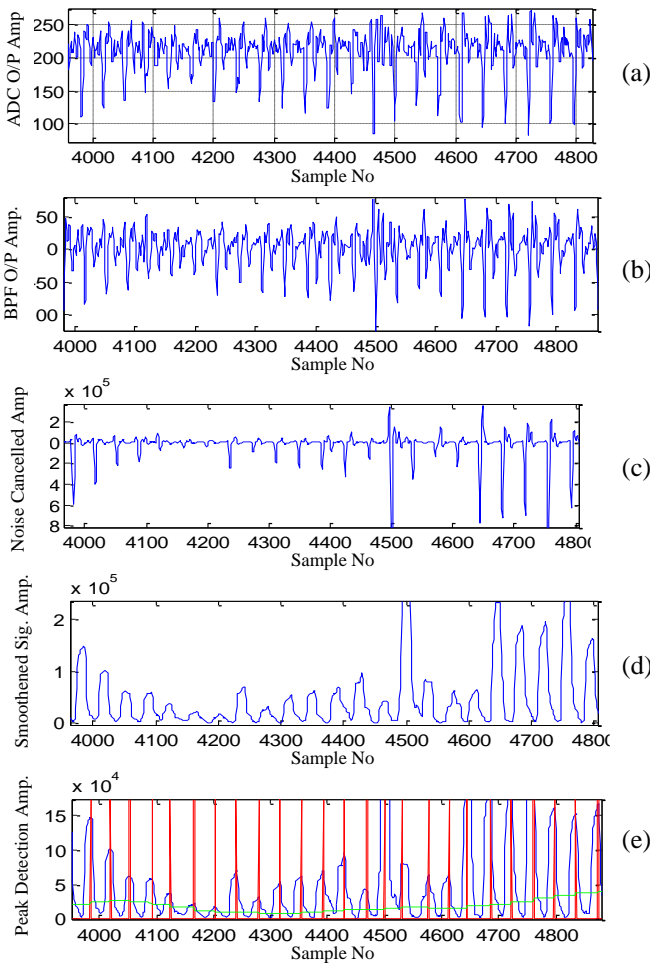 250
200
150
100
ADC O/P Amp
4000 4100 4200 4300 4400 4500 4600 4700 4800
Sample No
(a)
50
0
50
00
BPF O/P Amp.
4000 4100 4200 4300 4400 4500 4600 4700 4800
Sample No
(b)
x 10^5
2
0
2
4
6
8
Noise Cancelled Amp
4000 4100 4200 4300 4400 4500 4600 4700 480
Sample No
(c)
x 10^5
2
1
0
Smoothened Sig. Amp.
4000 4100 4200 4300 4400 4500 4600 4700 4800
Sample No
(d)
x 10^4
15
10
5
0
Peak Detection Amp.
4000 4100 4200 4300 4400 4500 4600 4700 4800
Sample No
(e)